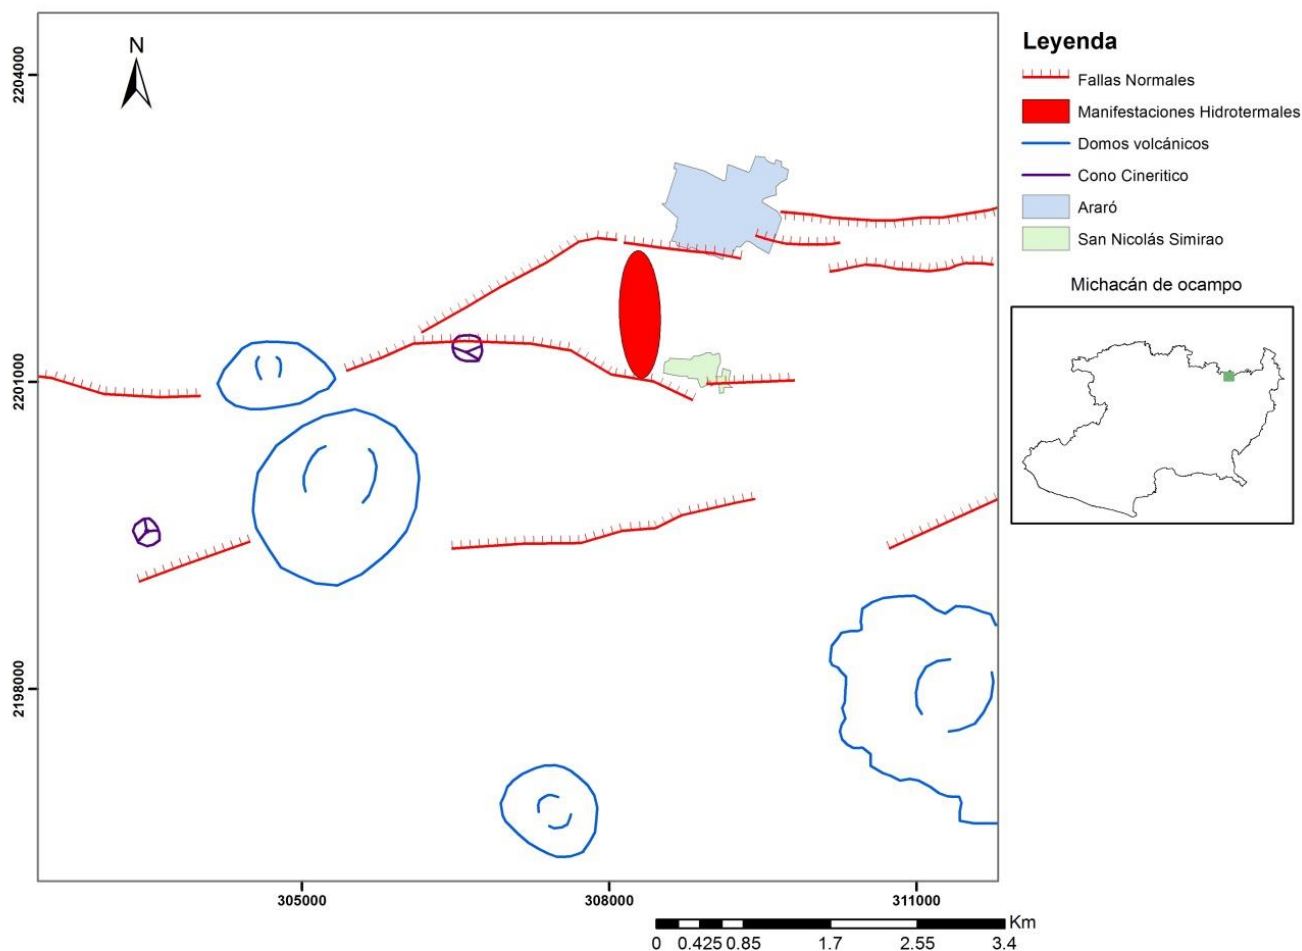 N
2204000
2201000
2198000
305000
308000
311000
Leyenda
Fallas Normales
Manifestaciones Hidrotermales
Domos volcánicos
Cono Cineritico
Araró
San Nicolás Simirao
Michacán de ocampo
Km
0 0.425 0.85 1.7 2.55 3.4